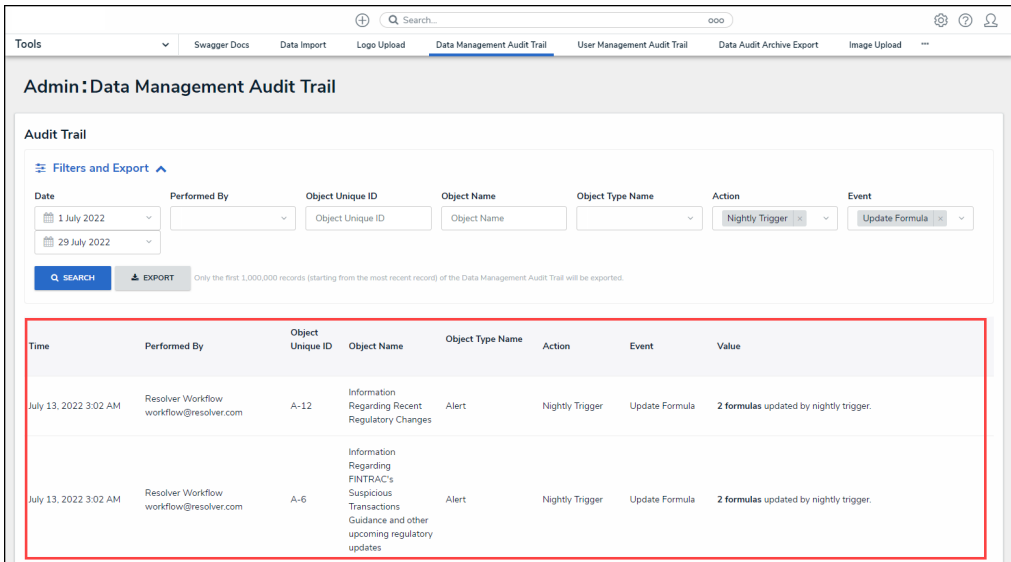 Search...
Tools
Swagger Docs
Data Import
Logo Upload
Data Management Audit Trail
User Management Audit Trail
Data Audit Archive Export
Image Upload
Admin:Data Management Audit Trail
Audit Trail
Filters and Export
Date
Performed By
Object Unique ID
Object Name
Object Type Name
Action
Event
1 July 2022
Object Unique ID
Object Name
Nightly Trigger ×
Update Formula ×
29 July 2022
SEARCH
EXPORT
Only the first 1,000,000 records (starting from the most recent record) of the Data Management Audit Trail will be exported.
Time
Performed By
Object
Unique ID
Object Name
Object Type Name
Action
Event
Value
July 13, 2022 3:02 AM
Resolver Workflow
workflow@resolver.com
A-12
Information
Regarding Recent
Regulatory Changes
Alert
Nightly Trigger
Update Formula
2 formulas updated by nightly trigger.
July 13, 2022 3:02 AM
Resolver Workflow
workflow@resolver.com
A-6
Information
Regarding
FINTRAC's
Suspicious
Transactions
Guidance and other
upcoming regulatory
updates
Alert
Nightly Trigger
Update Formula
2 formulas updated by nightly trigger.